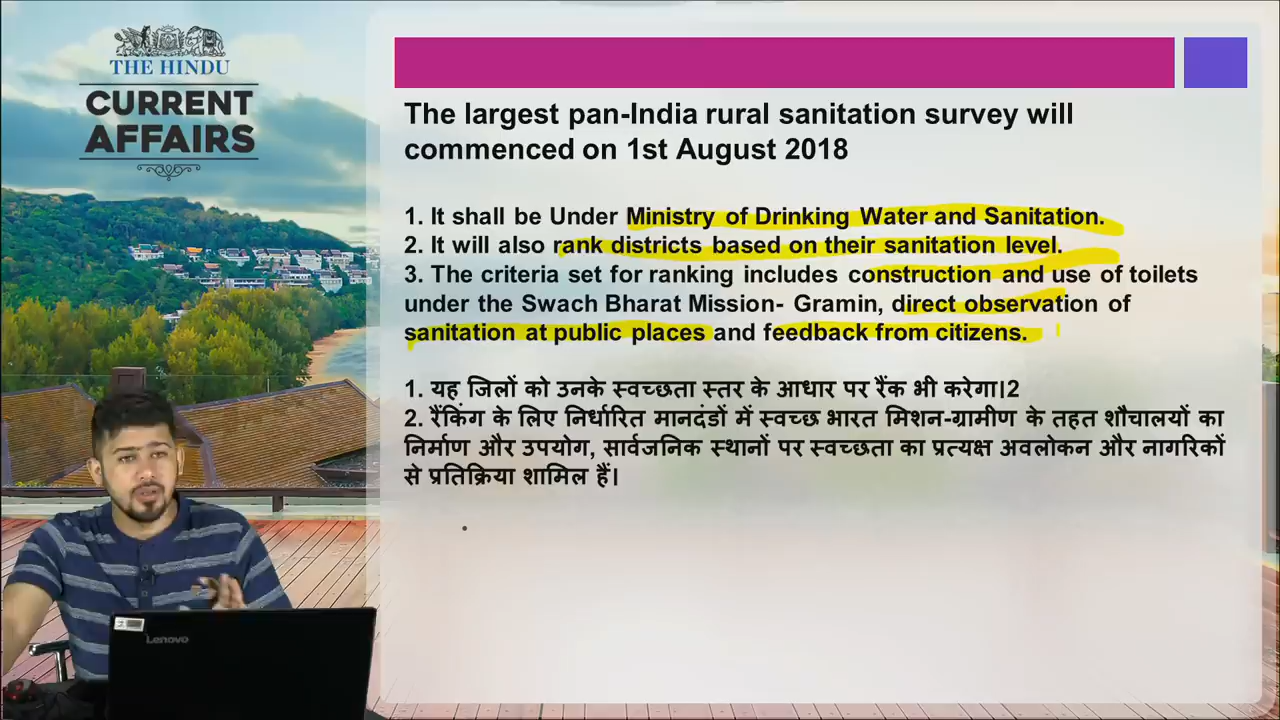 THE HINDU
CURRENT
AFFAIRS
The largest pan-India rural sanitation survey will
commenced on 1st August 2018
1. It shall be Under Ministry of Drinking Water and Sanitation.
2. It will also rank districts based on their sanitation level.
3. The criteria set for ranking includes construction and use of toilets
under the Swach Bharat Mission- Gramin, direct observation of
sanitation at public places and feedback from citizens.
1. यह जिलों को उनके स्वच्छता स्तर के आधार पर रैंक भी करेगा।2
2. रैंकिंग के लिए निर्धारित मानदंडों में स्वच्छ भारत मिशन-ग्रामीण के तहत शौचालयों का
निर्माण और उपयोग, सार्वजनिक स्थानों पर स्वच्छता का प्रत्यक्ष अवलोकन और नागरिकों
से प्रतिक्रिया शामिल हैं।
Lenovo